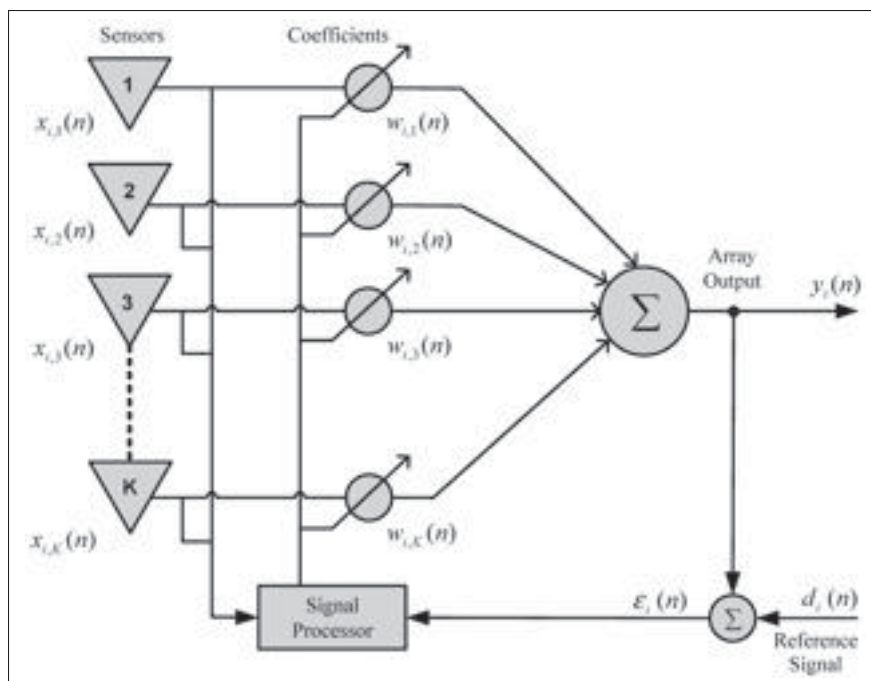 Sensors
Coefficients
1
x_{i,1}(n)
w_{i,1}(n)
2
x_{i,2}(n)
w_{i,2}(n)
Array
Output
y_i(n)
3
Σ
x_{i,3}(n)
w_{i,3}(n)
K
x_{i,K}(n)
w_{i,K}(n)
Signal
Processor
ε_i(n)
Σ
d_i(n)
Reference
Signal